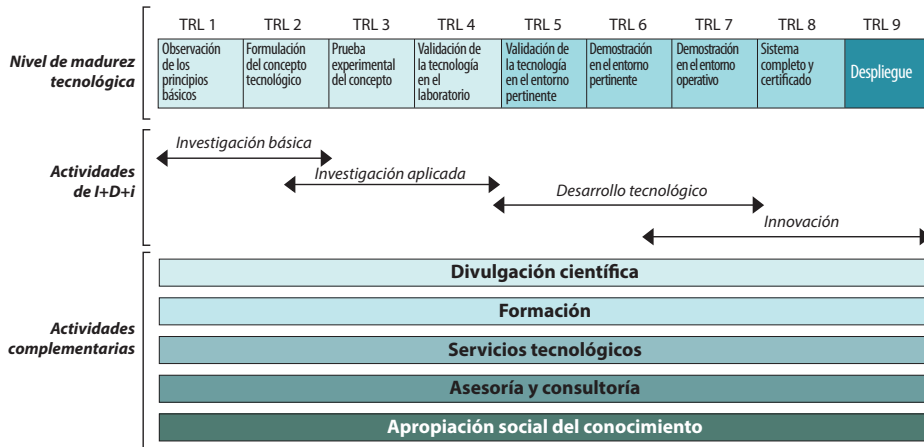 TRL 1 TRL 2 TRL 3 TRL 4 TRL 5 TRL 6 TRL 7 TRL 8 TRL 9
Nivel de madurez
tecnológica
Observación
de los
principios
básicos
Formulación
del concepto
tecnológico
Prueba
experimental
del concepto
Validación de
la tecnología
en el
laboratorio
Validación de
la tecnología
en el entorno
pertinente
Demostración
en el entorno
pertinente
Demostración
en el entorno
operativo
Sistema
completo y
certificado
Despliegue
Actividades
de I+D+i
Investigación básica
Investigación aplicada
Desarrollo tecnológico
Innovación
Actividades
complementarias
Divulgación científica
Formación
Servicios tecnológicos
Asesoría y consultoría
Apropiación social del conocimiento